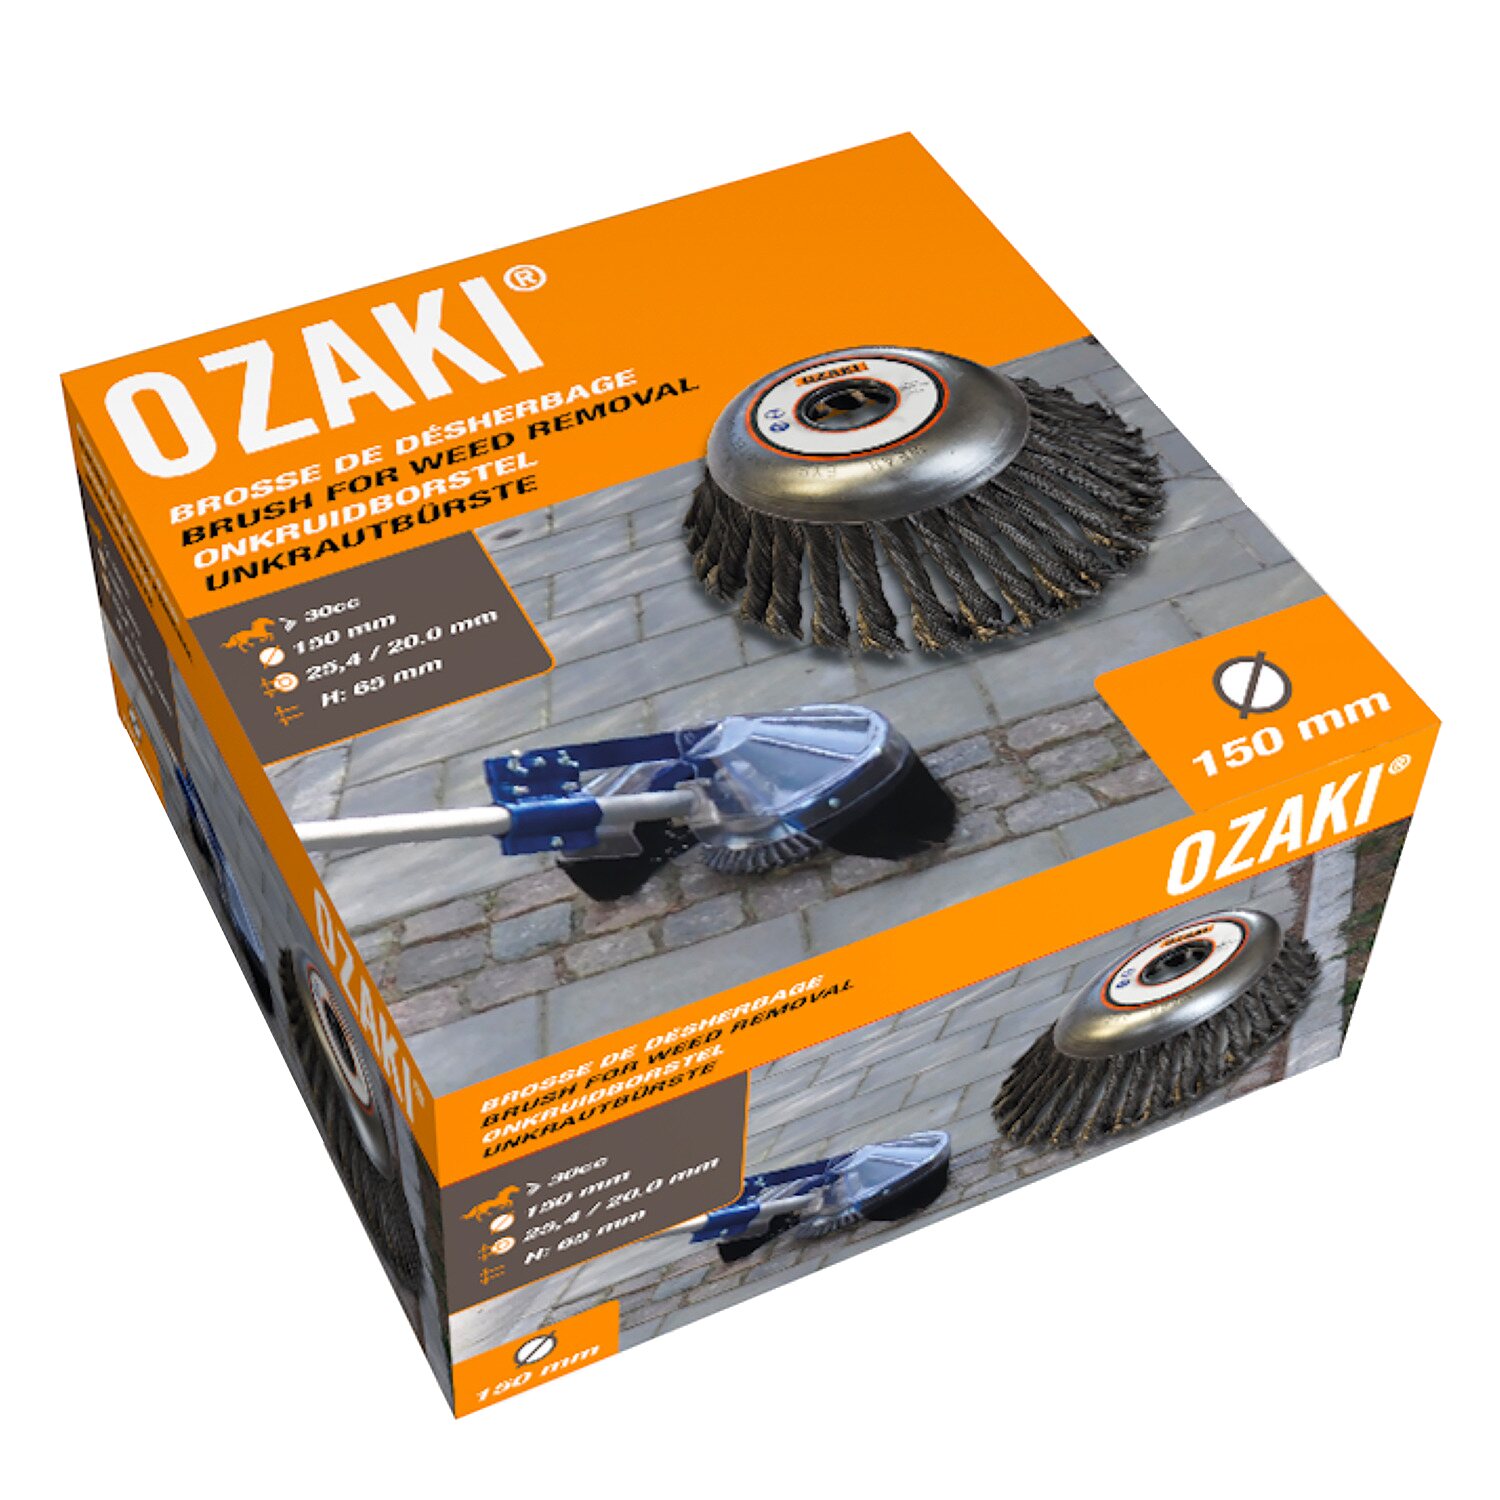 OZAKI®
BROSSE DE DÉSHERBAGE
BRUSH FOR WEED REMOVAL
ONKRUIDBORSTEL
UNKRAUTBÜRSTE
⩾ 30cc
150 mm
25,4 / 20.0 mm
H: 65 mm
OZAKI
150 mm
OZAKI®
BROSSE DE DÉSHERBAGE
BRUSH FOR WEED REMOVAL
ONKRUIDBORSTEL
UNKRAUTBÜRSTE
⩾ 30cc
150 mm
25,4 / 20.0 mm
H: 65 mm
OZAKI
150 mm
OZAKI